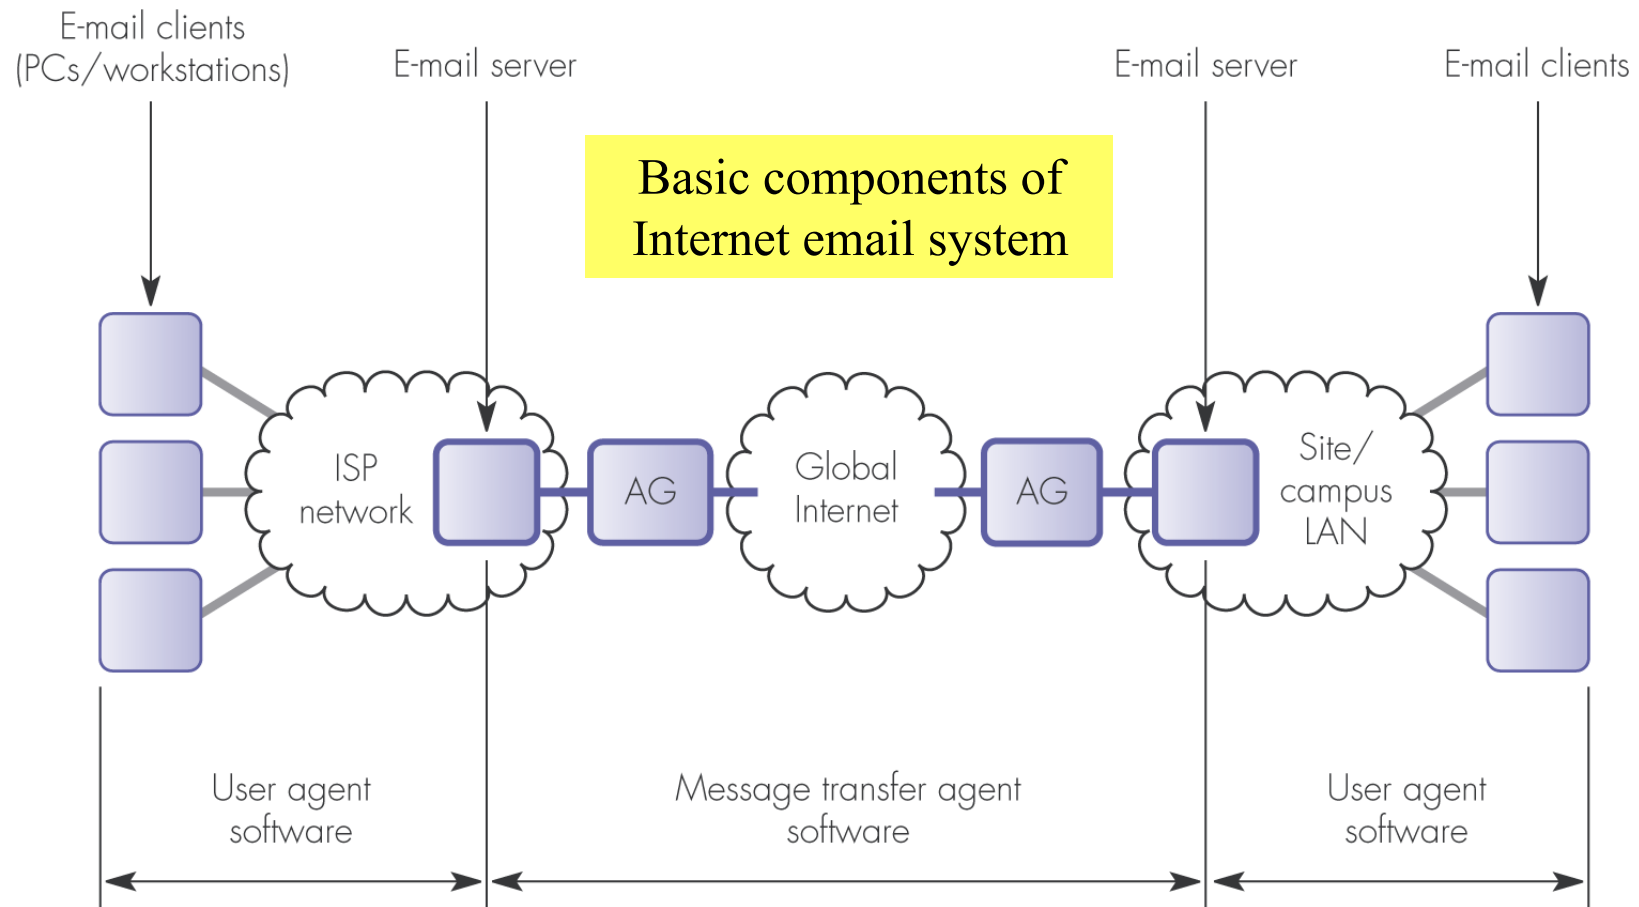 E-mail clients
(PCs/workstations)
E-mail server
E-mail server
E-mail clients
Basic components of
Internet email system
ISP
network
AG
Global
Internet
AG
Site/
campus
LAN
User agent
software
Message transfer agent
software
User agent
software